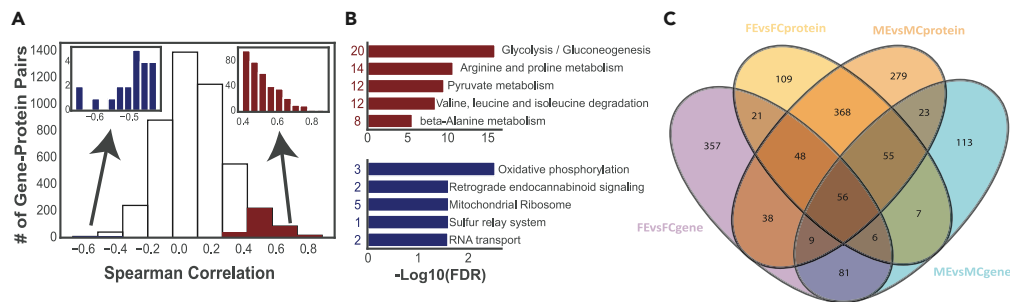 A
# of Gene-Protein Pairs
1400
1200
1000
800
600
400
200
0
-0.6 -0.4 -0.2 0.0 0.2 0.4 0.6 0.8
Spearman Correlation
4
2
0
-0.6 -0.5
80
40
0
0.4 0.6 0.8
B
20 Glycolysis / Gluconeogenesis
14 Arginine and proline metabolism
12 Pyruvate metabolism
12 Valine, leucine and isoleucine degradation
8 beta-Alanine metabolism
0 5 10 15
3 Oxidative phosphorylation
2 Retrograde endocannabinoid signaling
5 Mitochondrial Ribosome
1 Sulfur relay system
2 RNA transport
0 1 2
-Log10(FDR)
C
FEvsFCprotein MEvsMCprotein
109 279
21 368 23
357 48 55 113
56
38 7
9 6
81
FEvsFCgene
MEvsMCgene